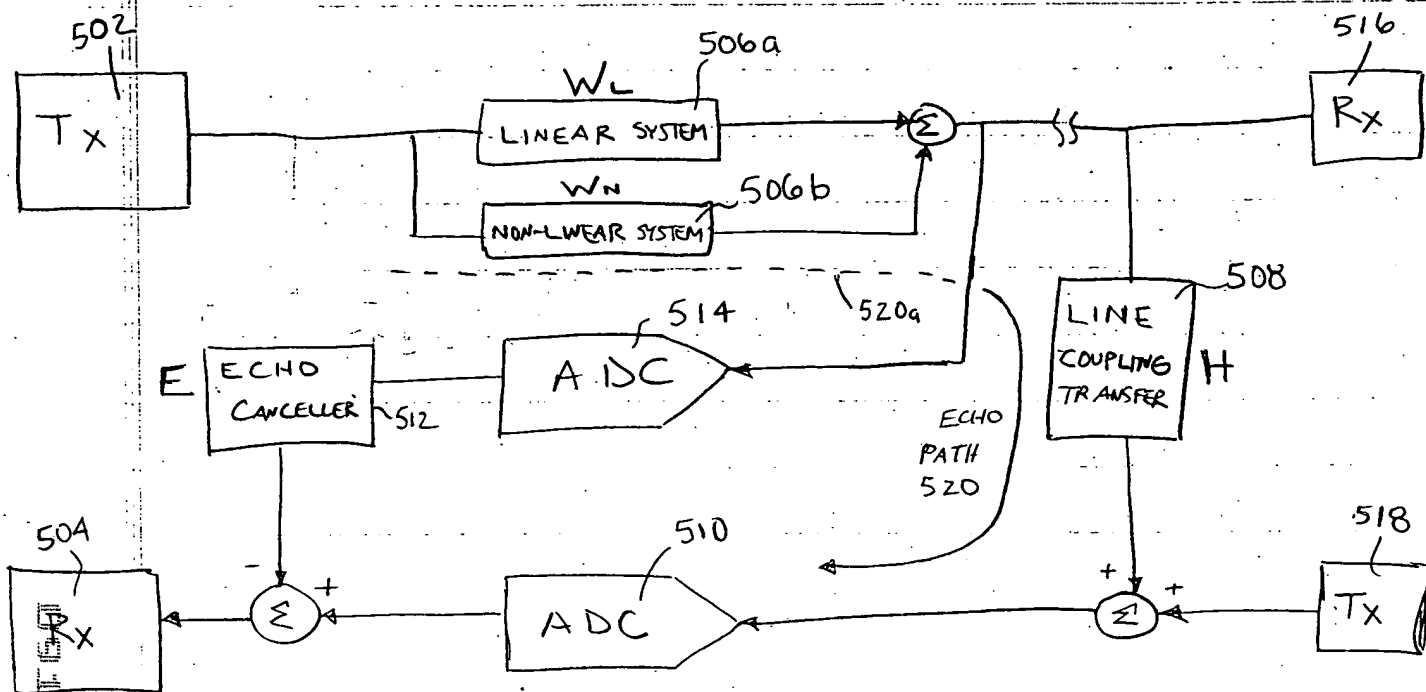 502
506a
516
Tx
WL
LINEAR SYSTEM
Σ
Rx
WN
506b
NON-LWEAR SYSTEM
520a
508
514
LINE
COUPLING
TRANSFER
H
E
ECHO
CANCELLER
512
ADC
ECHO
PATH
520
504
510
518
-
+
+
+
Rx
Σ
ADC
Σ
Tx